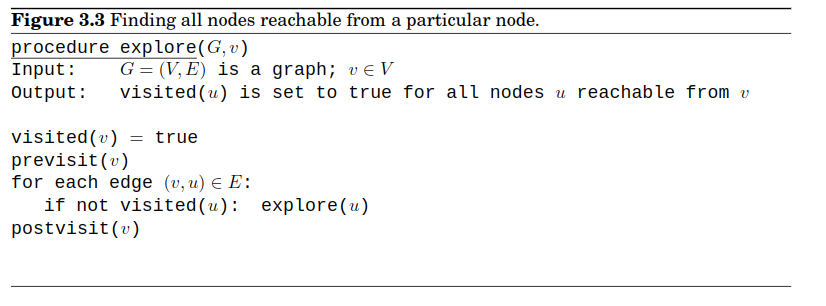 Figure 3.3 Finding all nodes reachable from a particular node.
procedure explore(G, v)
Input: G = (V, E) is a graph; v ∈ V
Output: visited(u) is set to true for all nodes u reachable from v
visited(v) = true
previsit(v)
for each edge (v, u) ∈ E:
if not visited(u): explore(u)
postvisit(v)